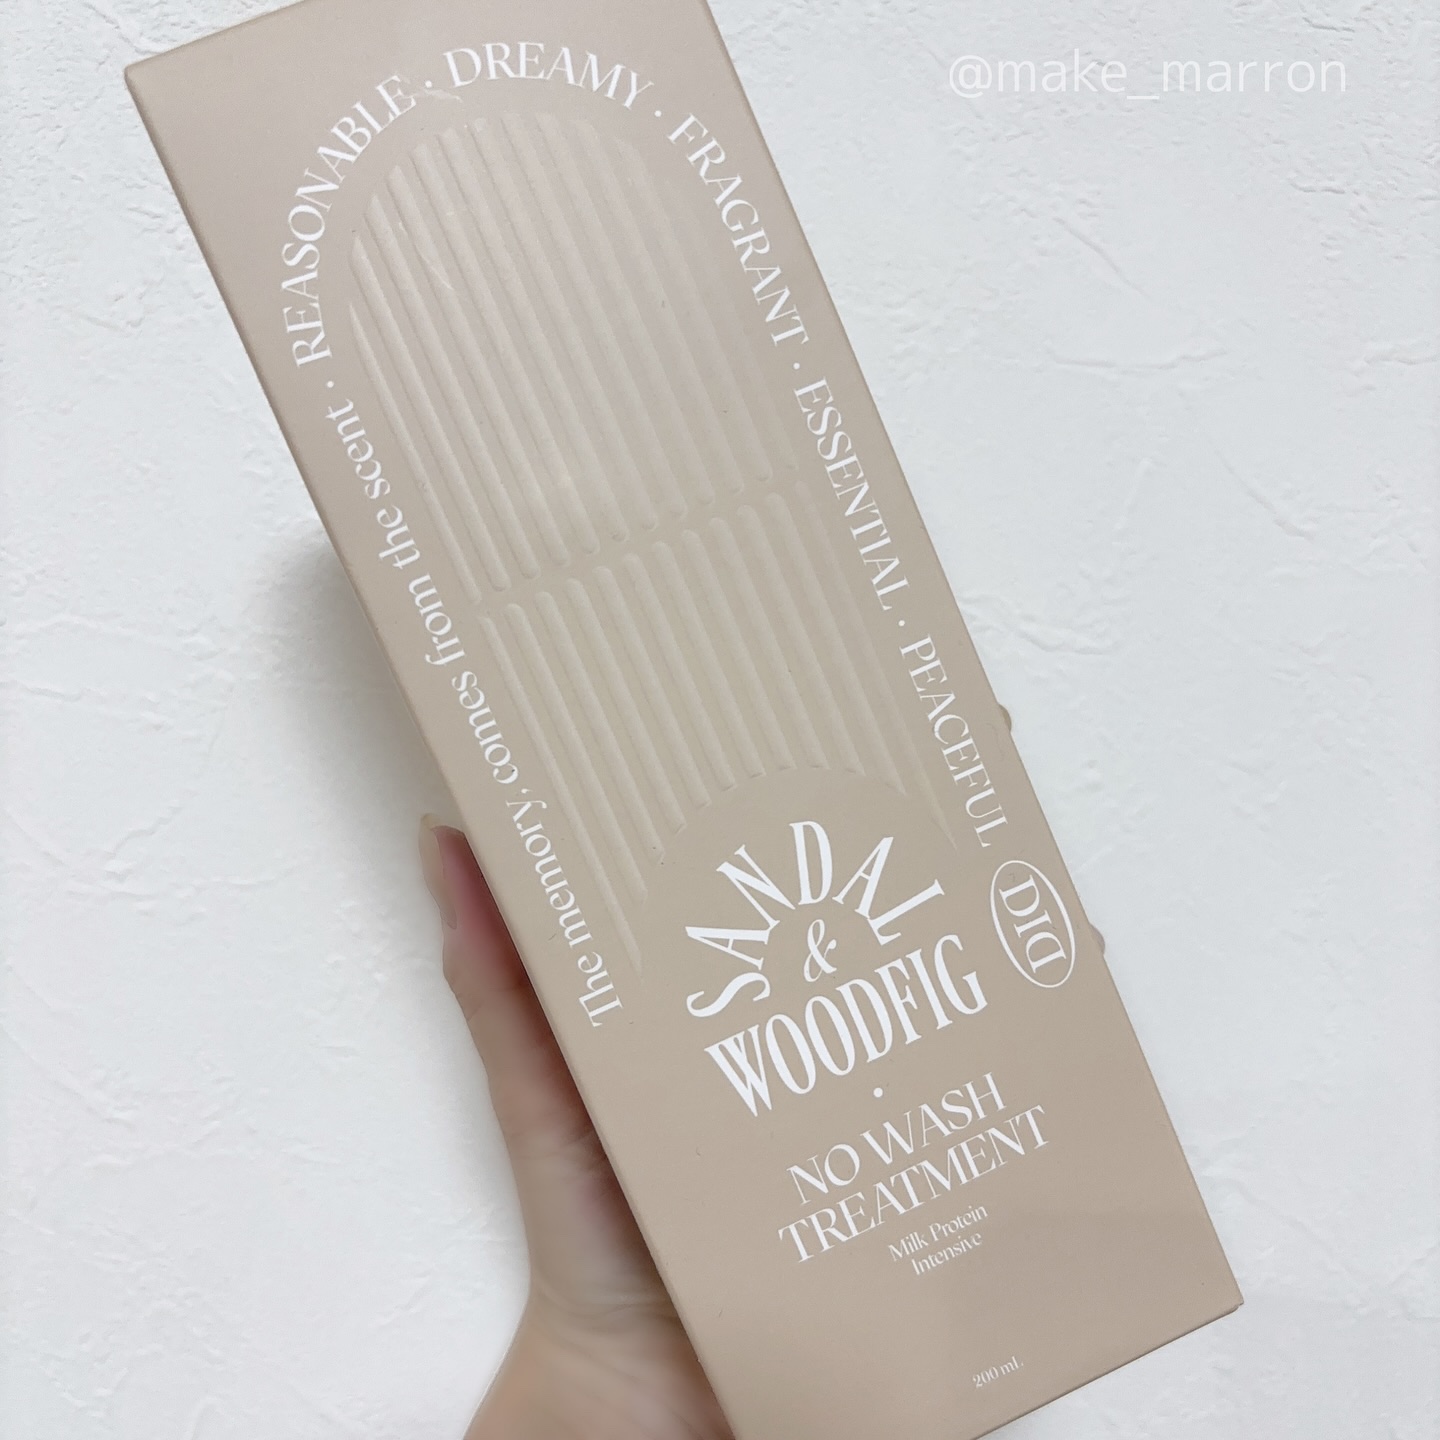 @make_marron
The memory, comes from the scent · REASONABLE · DREAMY · FRAGRANT · ESSENTIAL · PEACEFUL
DIDI
SANDAL
&
WOODFIG
NO WASH
TREATMENT
Milk Protein
Intensive
200 mL